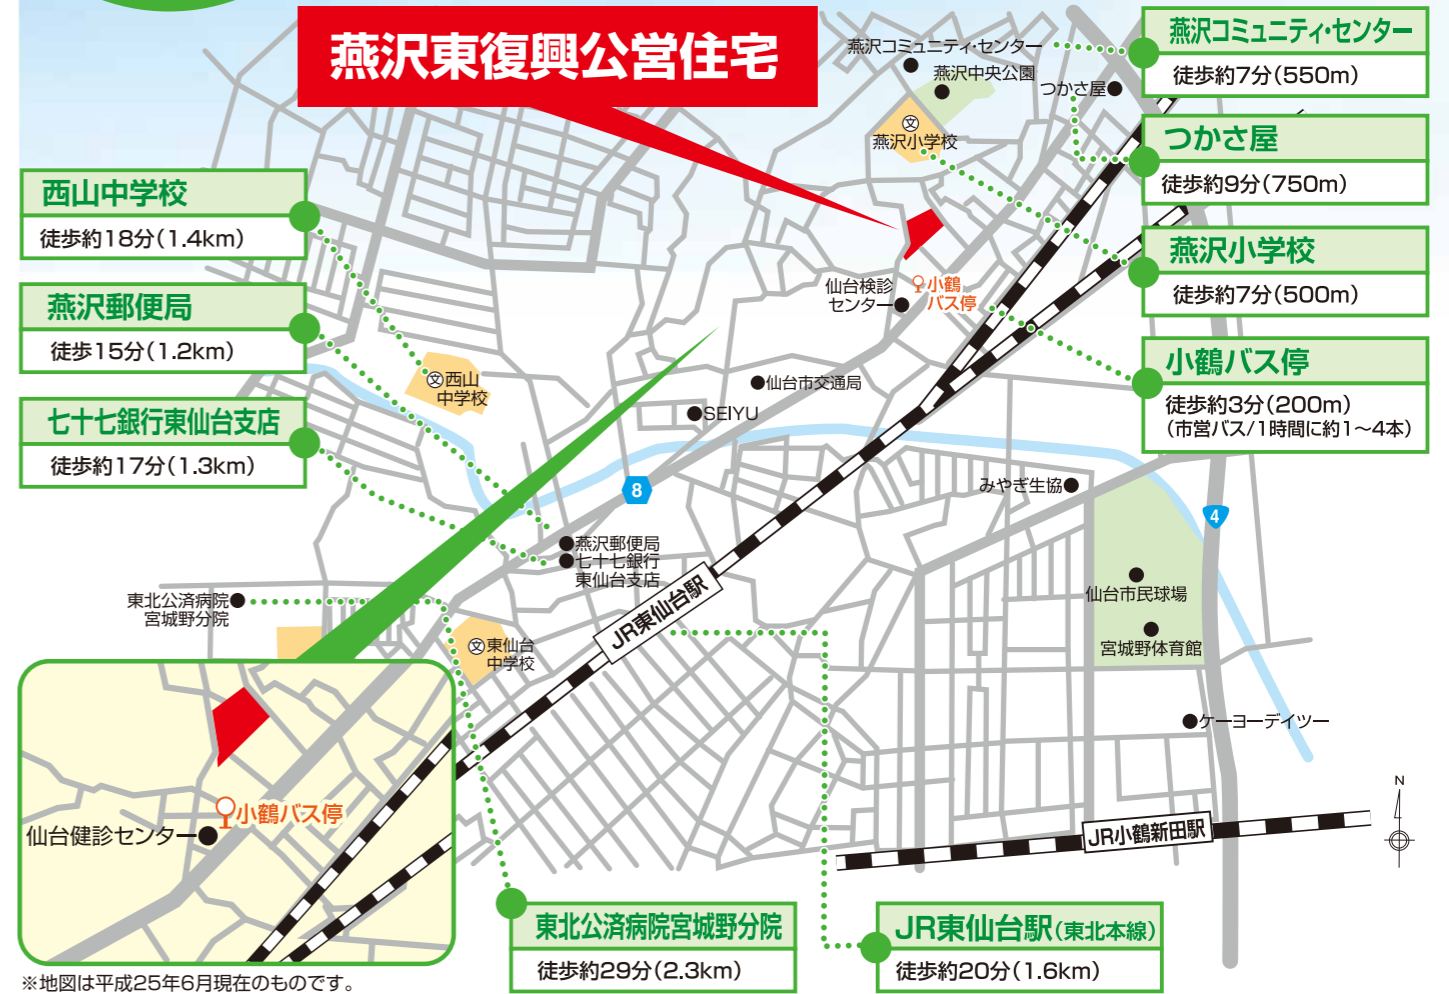 燕沢東復興公営住宅
燕沢コミュニティ・センター
徒歩約7分(550m)
つかさ屋
徒歩約9分(750m)
燕沢小学校
徒歩約7分(500m)
小鶴バス停
徒歩約3分(200m)
(市営バス/1時間に約1～4本)
西山中学校
徒歩約18分(1.4km)
燕沢郵便局
徒歩15分(1.2km)
七十七銀行東仙台支店
徒歩約17分(1.3km)
燕沢コミュニティ・センター
燕沢中央公園
つかさ屋
文
燕沢小学校
仙台検診
センター
小鶴
バス停
文西山
中学校
仙台市交通局
SEIYU
8
みやぎ生協
4
燕沢郵便局
七十七銀行
東仙台支店
仙台市民球場
東北公済病院
宮城野分院
JR東仙台駅
文東仙台
中学校
宮城野体育館
ケーヨーデイツー
N
JR小鶴新田駅
小鶴バス停
仙台健診センター
東北公済病院宮城野分院
徒歩約29分(2.3km)
JR東仙台駅(東北本線)
徒歩約20分(1.6km)
※地図は平成25年6月現在のものです。